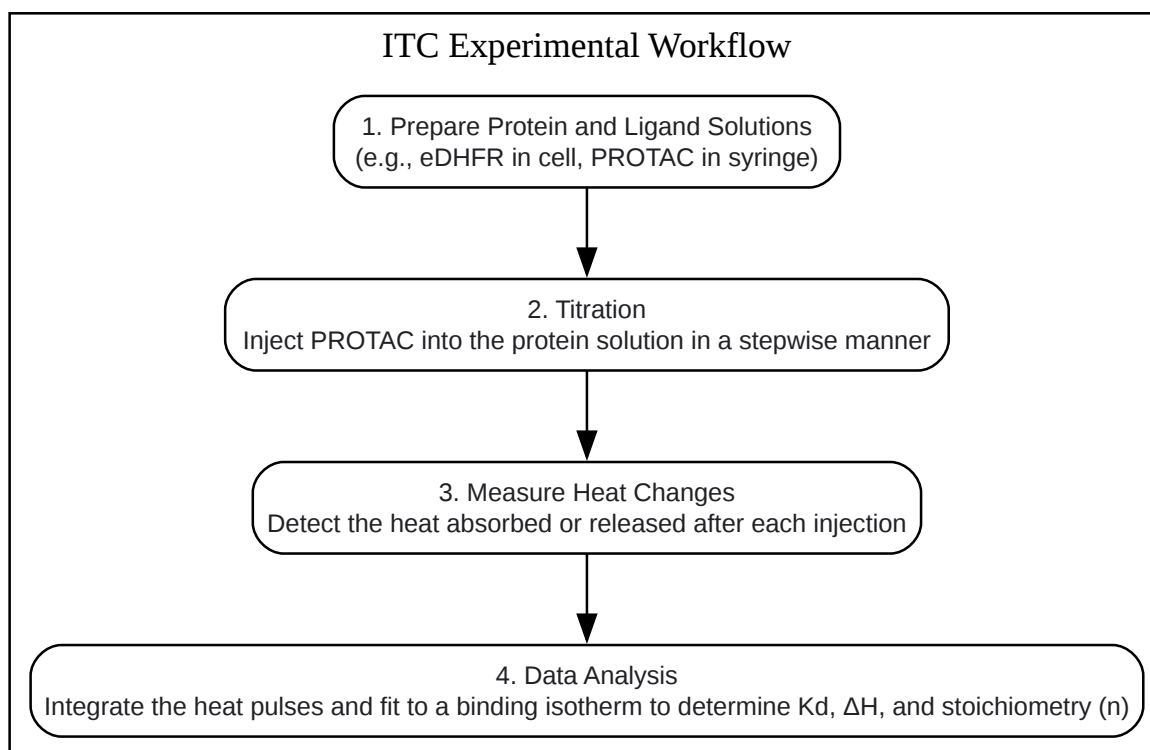 ITC Experimental Workflow
1. Prepare Protein and Ligand Solutions
(e.g., eDHFR in cell, PROTAC in syringe)
2. Titration
Inject PROTAC into the protein solution in a stepwise manner
3. Measure Heat Changes
Detect the heat absorbed or released after each injection
4. Data Analysis
Integrate the heat pulses and fit to a binding isotherm to determine Kd, ΔH, and stoichiometry (n)